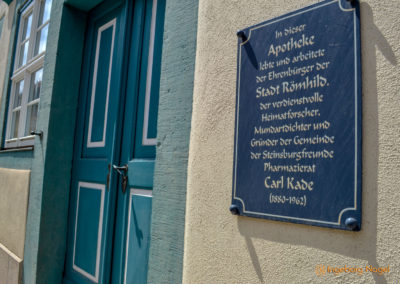 In dieser
Apotheke
lebte und arbeitete
der Ehrenbürger der
Stadt Römhild,
der verdienstvolle
Heimatforscher,
Mundartdichter und
Gründer der Gemeinde
der Steinsburgfreunde
Pharmazierat
Carl Kade
(1880-1962)